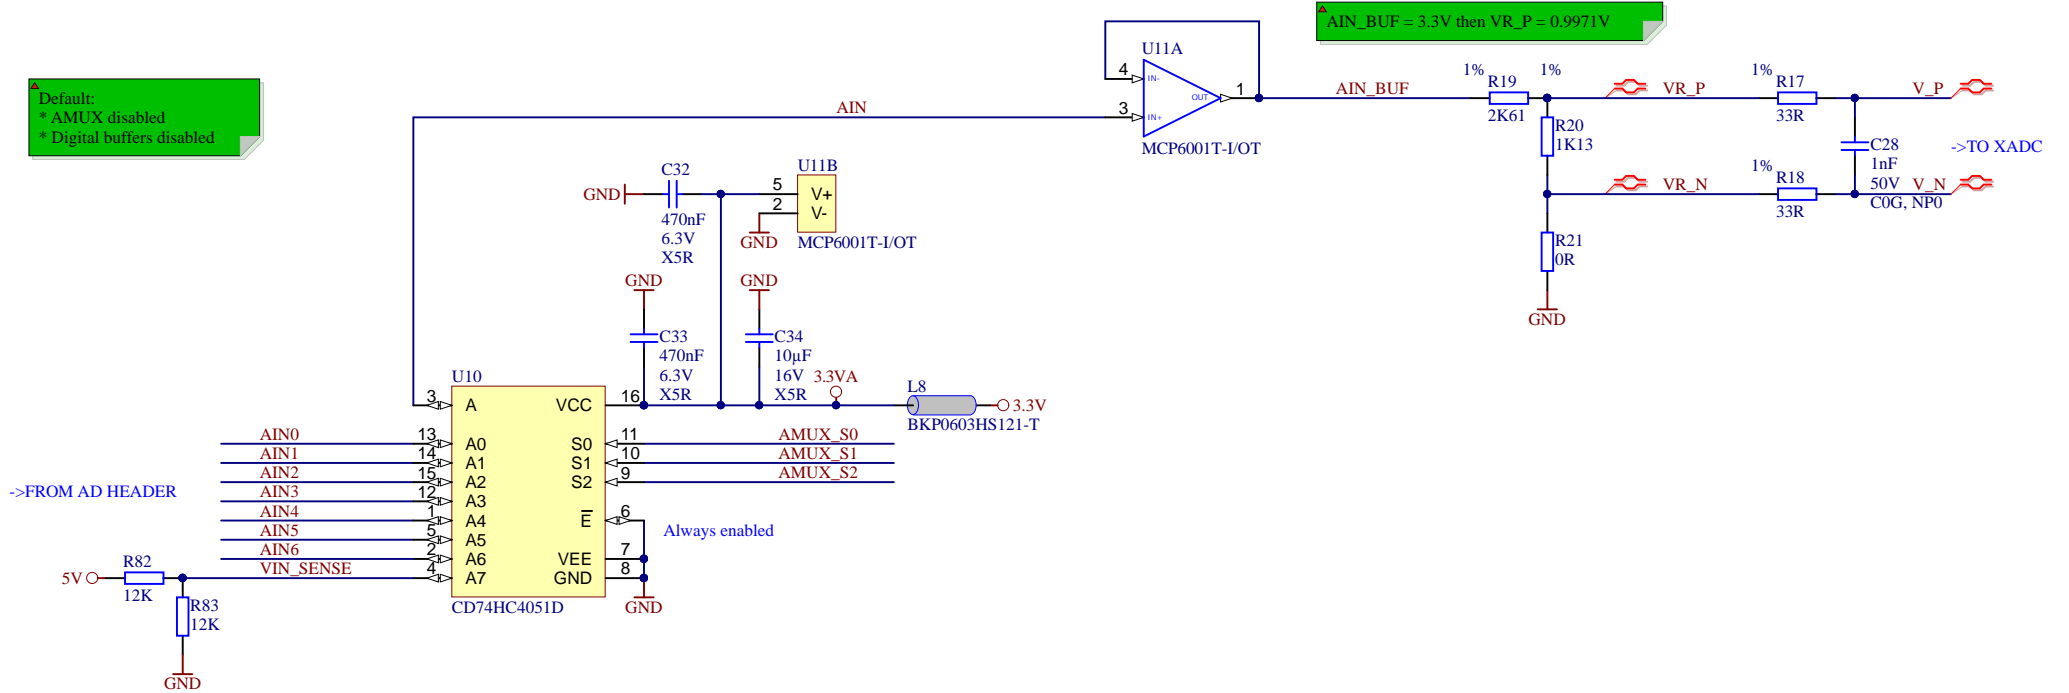 AIN_BUF = 3.3V then VR_P = 0.9971V
Default:
* AMUX disabled
* Digital buffers disabled
U11A
4
IN-
3
IN+
OUT
1
MCP6001T-I/OT
AIN
AIN_BUF
1%
R19
1%
2K61
VR_P
1%
R17
33R
V_P
R20
1K13
C28
1nF
50V
C0G, NP0
->TO XADC
VR_N
1%
R18
33R
V_N
R21
0R
GND
C32
GND
470nF
6.3V
X5R
U11B
5
V+
2
V-
GND
MCP6001T-I/OT
GND
GND
C33
470nF
6.3V
X5R
C34
10µF
16V
X5R
3.3VA
L8
3.3V
BKP0603HS121-T
U10
3
A
VCC
16
AIN0
13
A0
S0
11
AMUX_S0
AIN1
14
A1
S1
10
AMUX_S1
AIN2
15
A2
S2
9
AMUX_S2
->FROM AD HEADER
AIN3
12
A3
AIN4
1
A4
E
6
Always enabled
AIN5
5
A5
AIN6
2
A6
VEE
7
VIN_SENSE
4
A7
GND
8
CD74HC4051D
GND
5V
R82
12K
R83
12K
GND